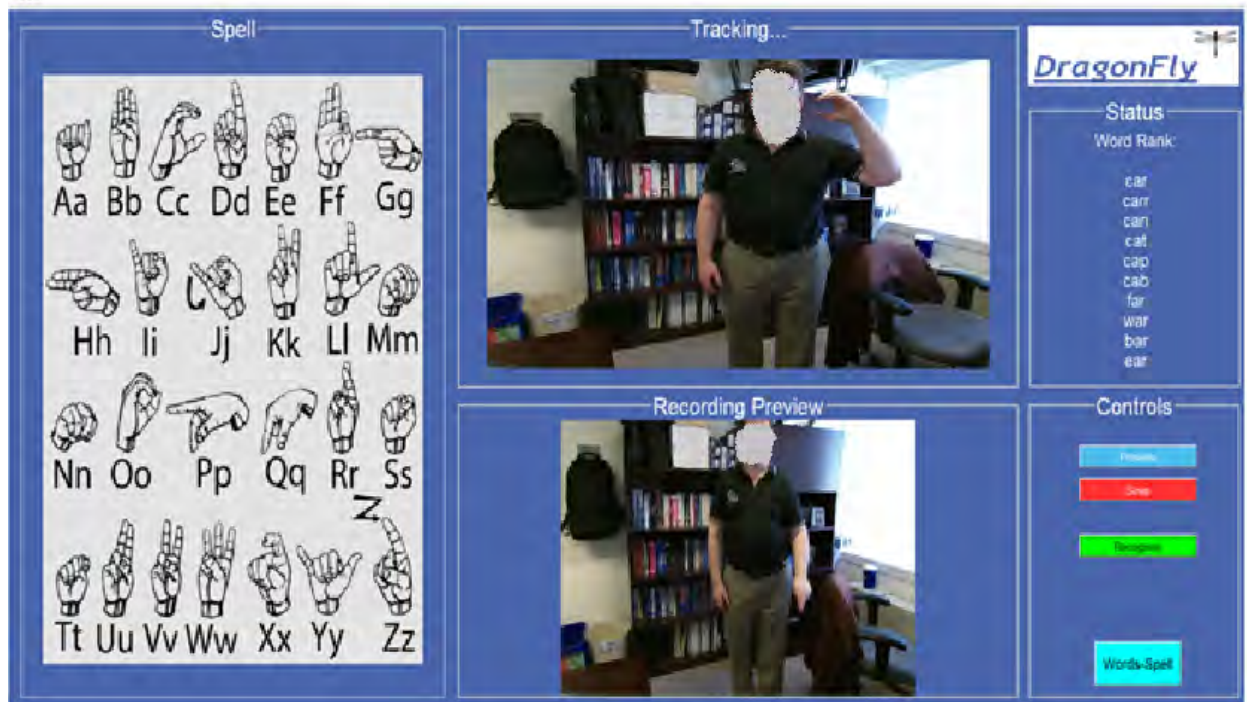 Spell
Aa Bb Cc Dd Ee Ff Gg
Hh Ii Jj Kk Ll Mm
Nn Oo Pp Qq Rr Ss
Z
Tt Uu Vv Ww Xx Yy Zz
Tracking...
Recording Preview
DragonFly
Status
Word Rank:
car
carr
can
cat
cap
cab
far
war
bar
ear
Controls
Recognize
Words-Spell